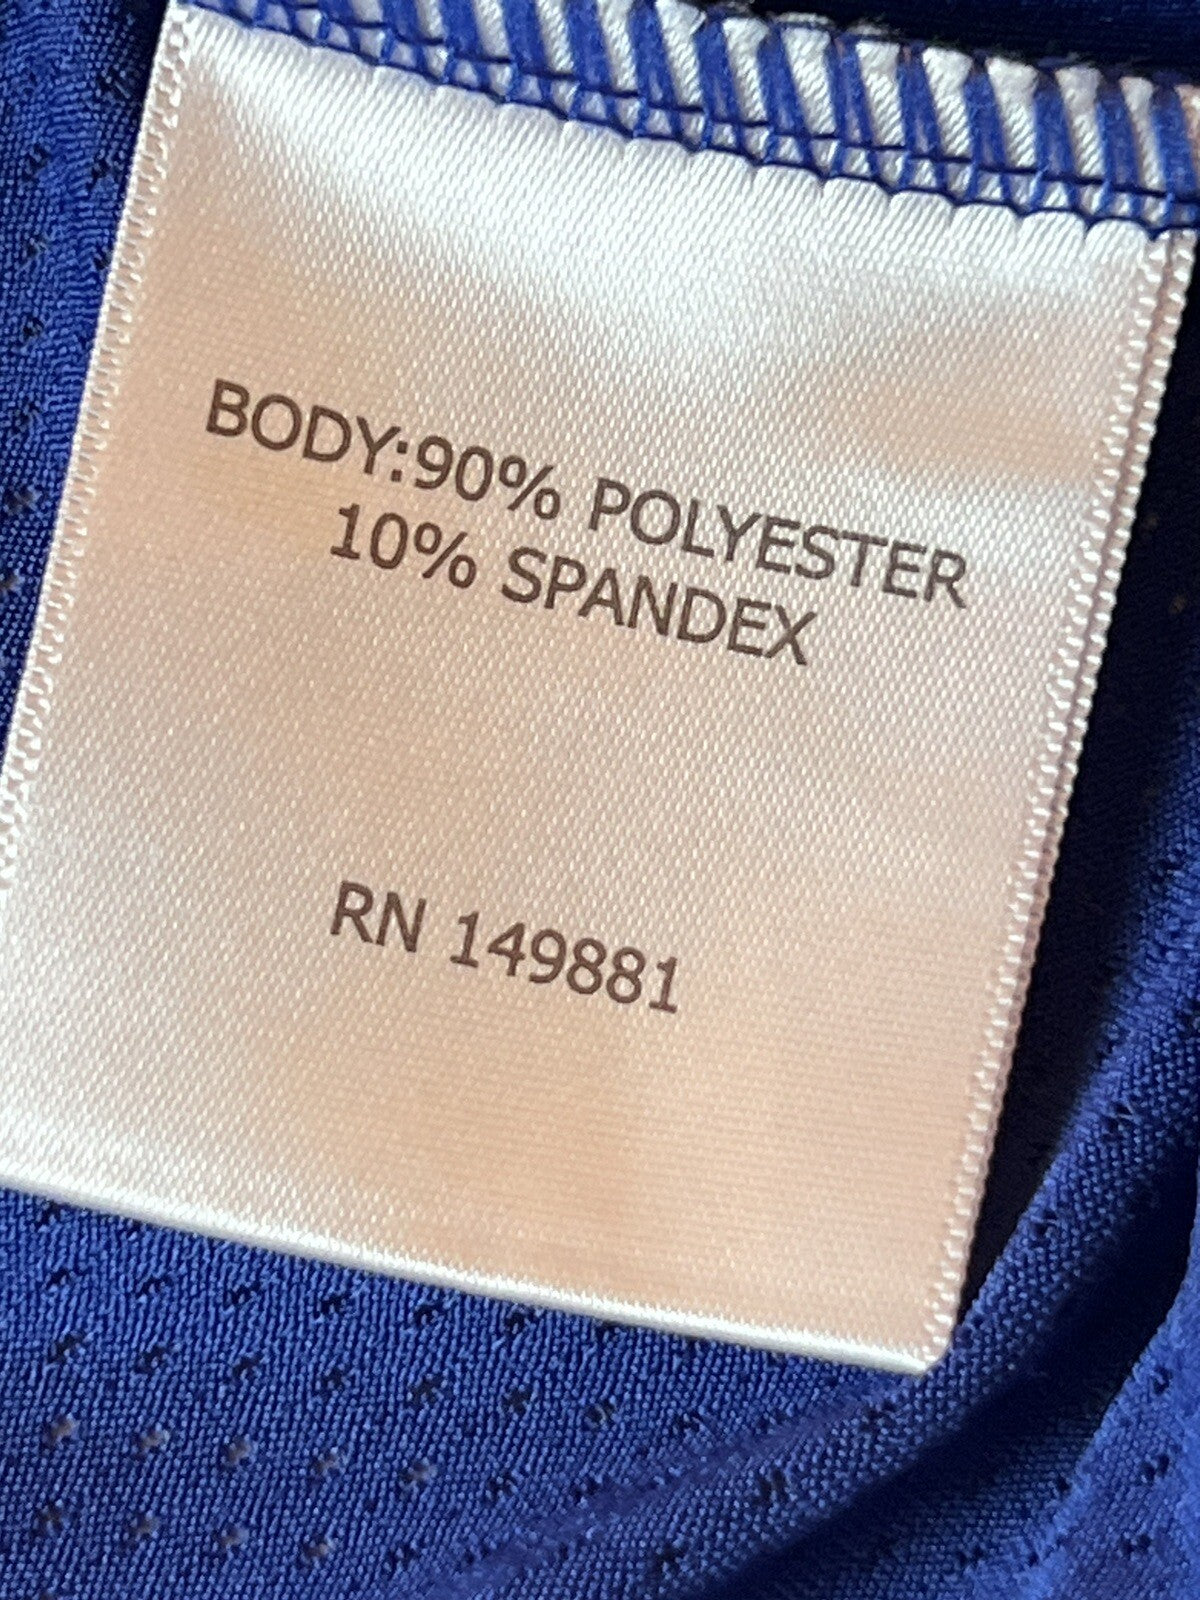 BODY:90% POLYESTER
10% SPANDEX
RN 149881